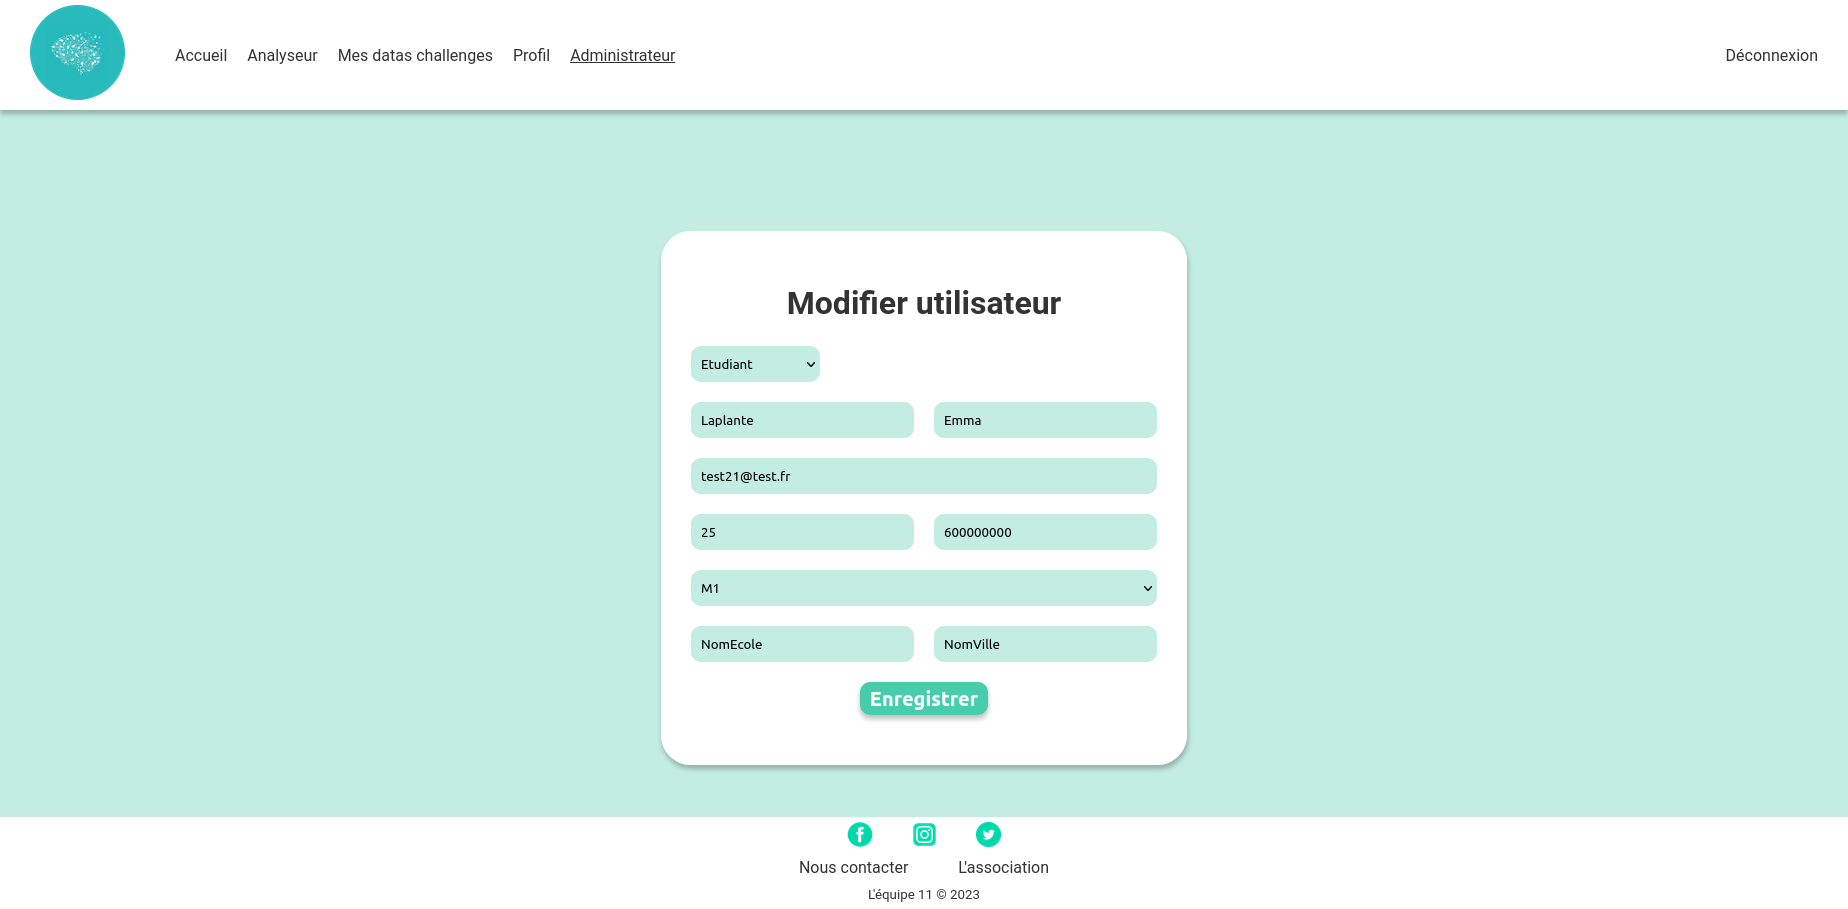 Accueil Analyseur Mes datas challenges Profil Administrateur Déconnexion
Modifier utilisateur
Etudiant
Laplante Emma
test21@test.fr
25 600000000
M1
NomEcole NomVille
Enregistrer
Nous contacter L'association
L'équipe 11 © 2023